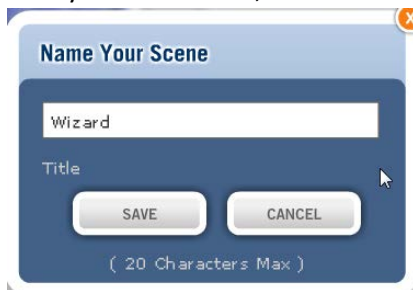 Name Your Scene
Wizard
Title
SAVE CANCEL
( 20 Characters Max )